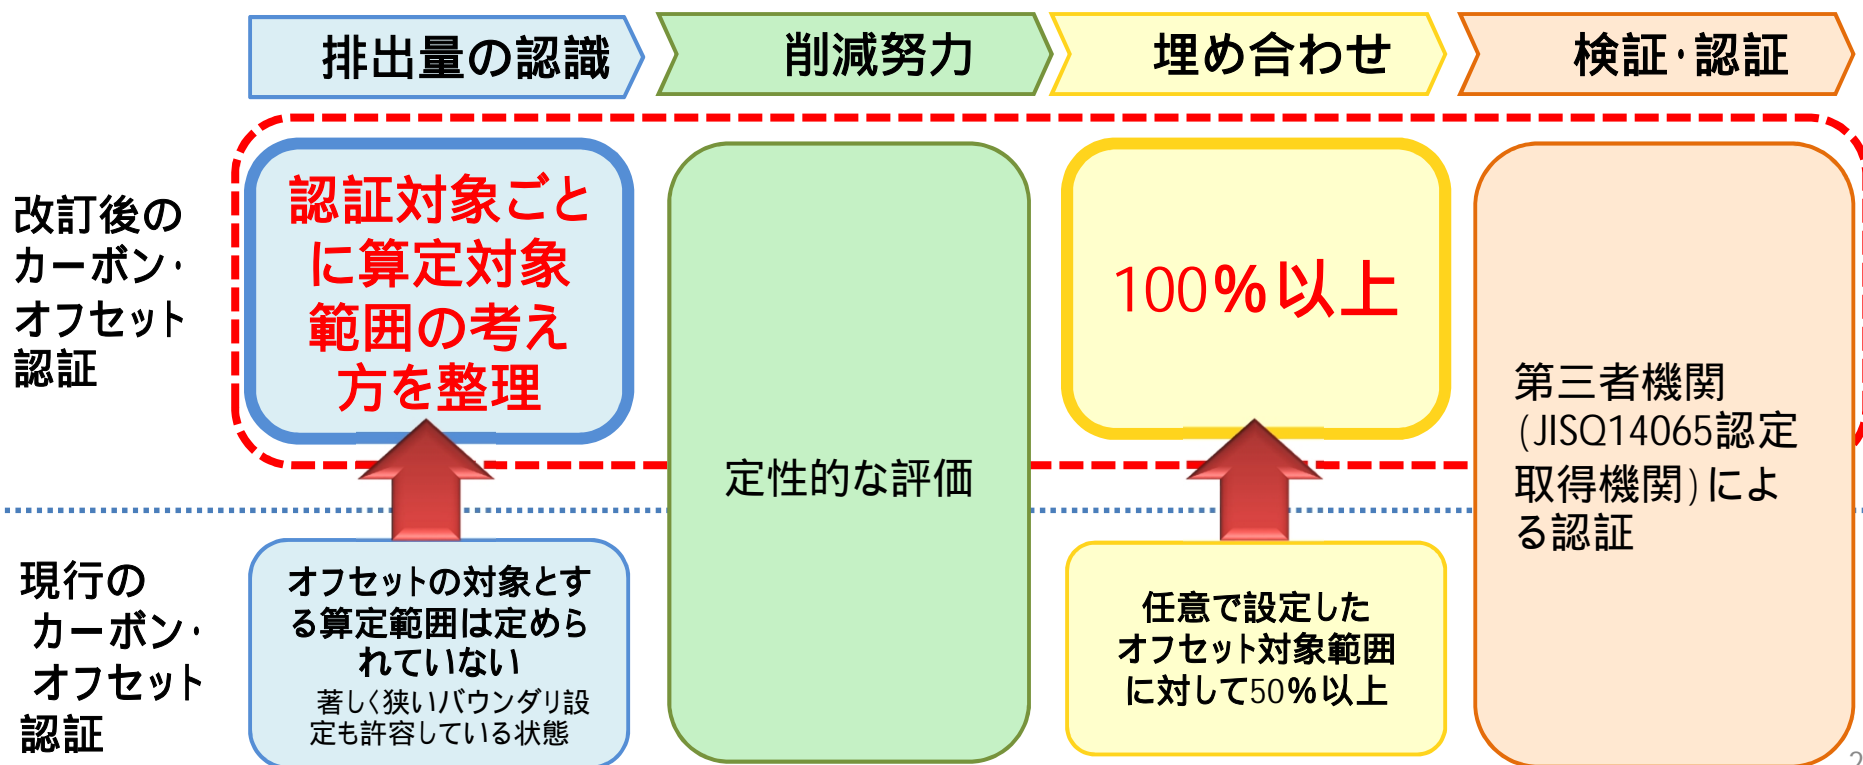 排出量の認識
削減努力
埋め合わせ
検証・認証
改訂後の
カーボン・
オフセット
認証
認証対象ごと
に算定対象
範囲の考え
方を整理
定性的な評価
100%以上
第三者機関
(JISQ14065認定
取得機関)によ
る認証
現行の
カーボン・
オフセット
認証
オフセットの対象とす
る算定範囲は定めら
れていない
著しく狭いバウンダリ設
定も許容している状態
任意で設定した
オフセット対象範囲
に対して50%以上
2